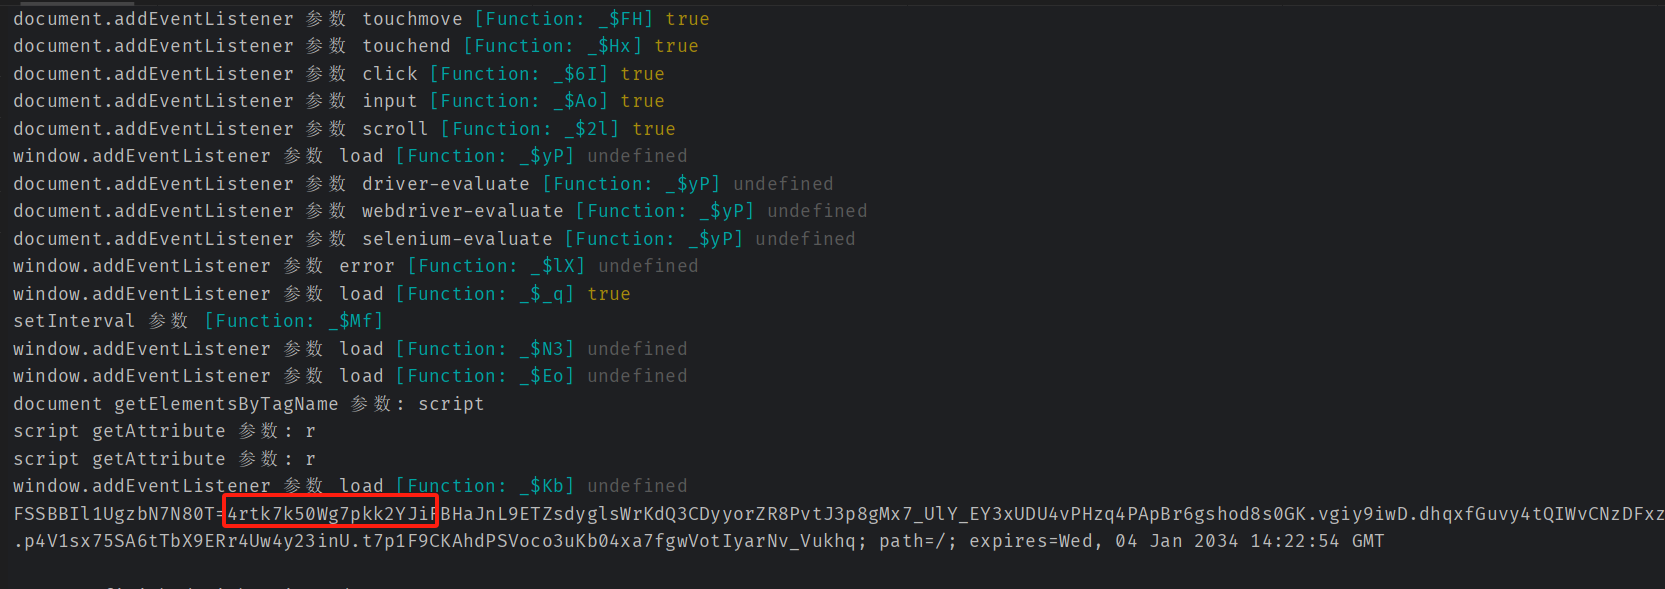 document.addEventListener 参数 touchmove [Function: _$FH] true
document.addEventListener 参数 touchend [Function: _$Hx] true
document.addEventListener 参数 click [Function: _$6I] true
document.addEventListener 参数 input [Function: _$Ao] true
document.addEventListener 参数 scroll [Function: _$2l] true
window.addEventListener 参数 load [Function: _$yP] undefined
document.addEventListener 参数 driver-evaluate [Function: _$yP] undefined
document.addEventListener 参数 webdriver-evaluate [Function: _$yP] undefined
document.addEventListener 参数 selenium-evaluate [Function: _$yP] undefined
window.addEventListener 参数 error [Function: _$lX] undefined
window.addEventListener 参数 load [Function: _$_q] true
setInterval 参数 [Function: _$Mf]
window.addEventListener 参数 load [Function: _$N3] undefined
window.addEventListener 参数 load [Function: _$Eo] undefined
document getElementsByTagName 参数: script
script getAttribute 参数: r
script getAttribute 参数: r
window.addEventListener 参数 load [Function: _$Kb] undefined
FSSBBIl1UgzbN7N80T=4rtk7k50Wg7pkk2YJiFBHaJnL9ETZsdyglsWrKdQ3CDyyorZR8PvtJ3p8gMx7_UlY_EY3xUDU4vPHzq4PApBr6gshod8s0GK.vgiy9iwD.dhqxfGuvy4tQIWvCNzDFxz
.p4V1sx75SA6tTbX9ERr4Uw4y23inU.t7p1F9CKAhdPSVoco3uKb04xa7fgwVotIyarNv_Vukhq; path=/; expires=Wed, 04 Jan 2034 14:22:54 GMT